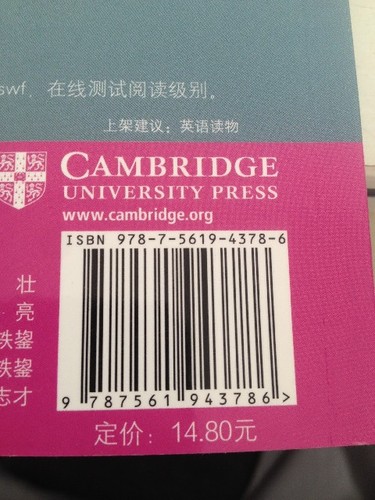 swf，在线测试阅读级别。
上架建议：英语读物
CAMBRIDGE
UNIVERSITY PRESS
www.cambridge.org
ISBN 978-7-5619-4378-6
壮
亮
铁鋆
铁鋆
志才
9 787561 943786 >
定价：14.80元